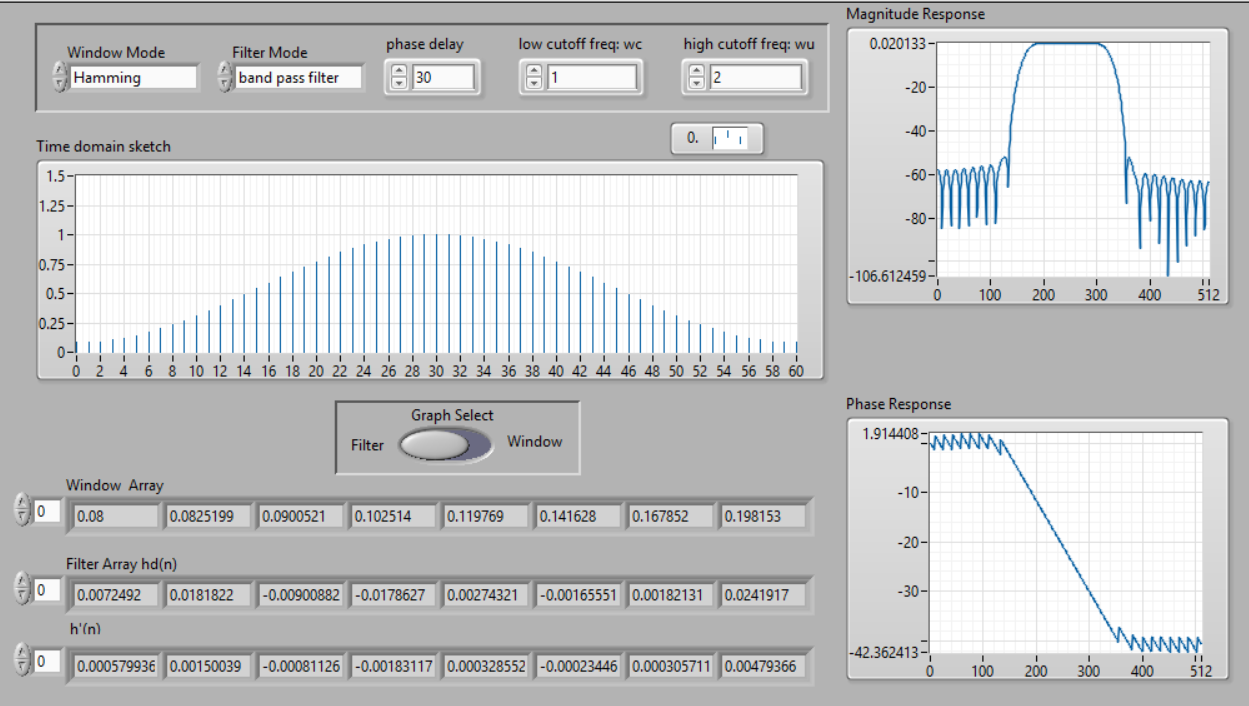 Window Mode
Hamming
Filter Mode
band pass filter
phase delay
30
low cutoff freq: wc
1
high cutoff freq: wu
2
0.
Time domain sketch
1.5
1.25
1
0.75
0.5
0.25
0
0 2 4 6 8 10 12 14 16 18 20 22 24 26 28 30 32 34 36 38 40 42 44 46 48 50 52 54 56 58 60
Graph Select
Filter
Window
Window Array
0 0.08 0.0825199 0.0900521 0.102514 0.119769 0.141628 0.167852 0.198153
Filter Array hd(n)
0 0.0072492 0.0181822 -0.00900882 -0.0178627 0.00274321 -0.00165551 0.00182131 0.0241917
h'(n)
0 0.000579936 0.00150039 -0.00081126 -0.00183117 0.000328552 -0.00023446 0.000305711 0.00479366
Magnitude Response
0.020133
-20
-40
-60
-80
-106.612459
0 100 200 300 400 512
Phase Response
1.914408
-10
-20
-30
-42.362413
0 100 200 300 400 512